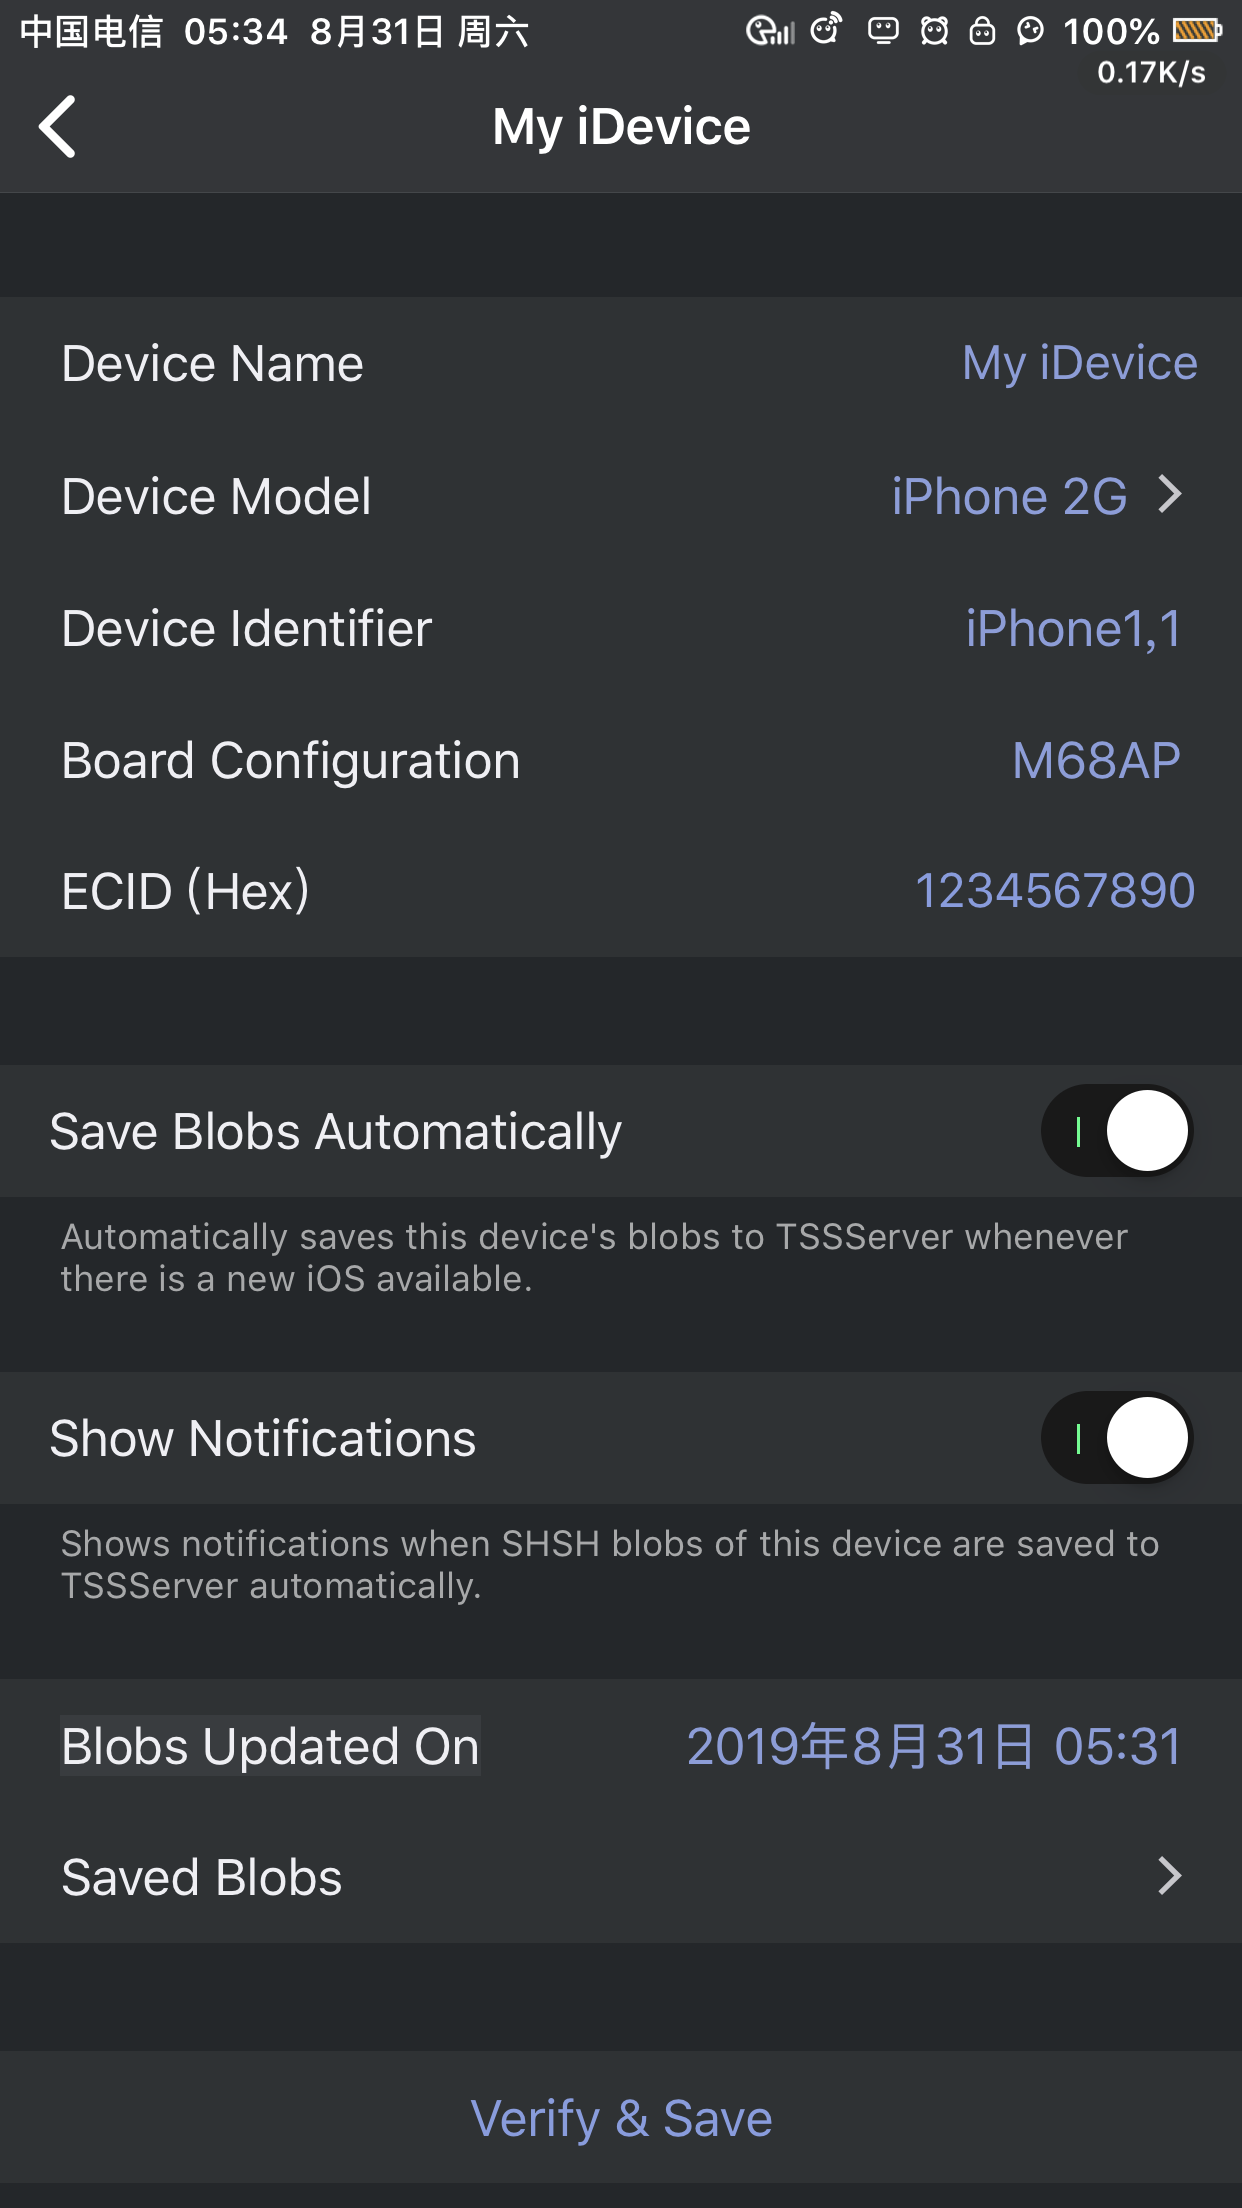 中国电信 05:34 8月31日 周六 100%
0.17K/s
My iDevice
Device Name My iDevice
Device Model iPhone 2G
Device Identifier iPhone1,1
Board Configuration M68AP
ECID (Hex) 1234567890
Save Blobs Automatically
Automatically saves this device's blobs to TSSServer whenever
there is a new iOS available.
Show Notifications
Shows notifications when SHSH blobs of this device are saved to
TSSServer automatically.
Blobs Updated On 2019年8月31日 05:31
Saved Blobs
Verify & Save